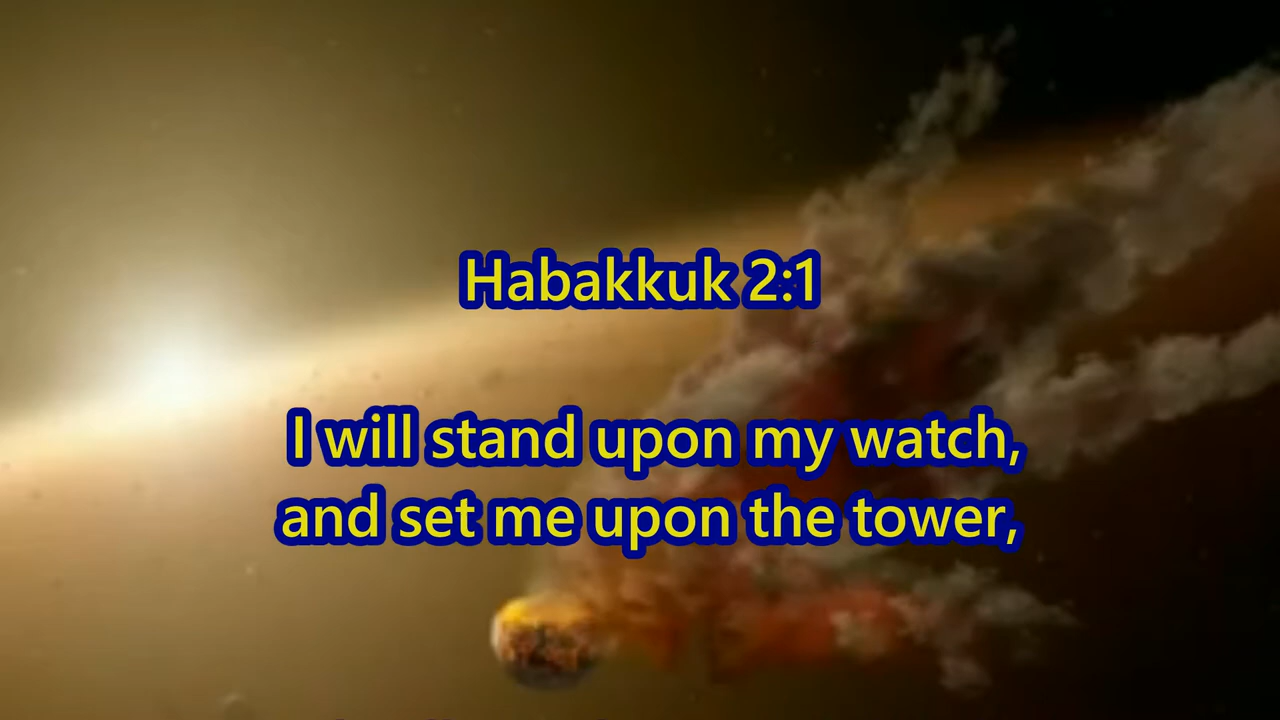 Habakkuk 2:1
I will stand upon my watch,
and set me upon the tower,